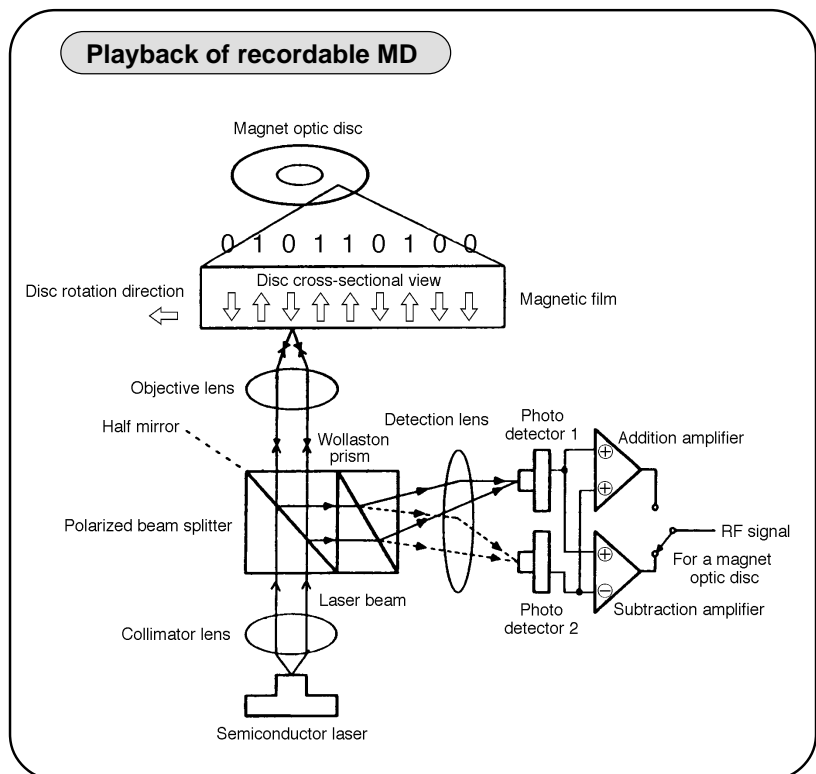 Playback of recordable MD
Magnet optic disc
0 1 0 1 1 0 1 0 0
Disc cross-sectional view
Disc rotation direction
Magnetic film
Objective lens
Half mirror
Wollaston
prism
Detection lens
Photo
detector 1
Addition amplifier
+
+
Polarized beam splitter
RF signal
For a magnet
optic disc
+
−
Laser beam
Photo
detector 2
Subtraction amplifier
Collimator lens
Semiconductor laser